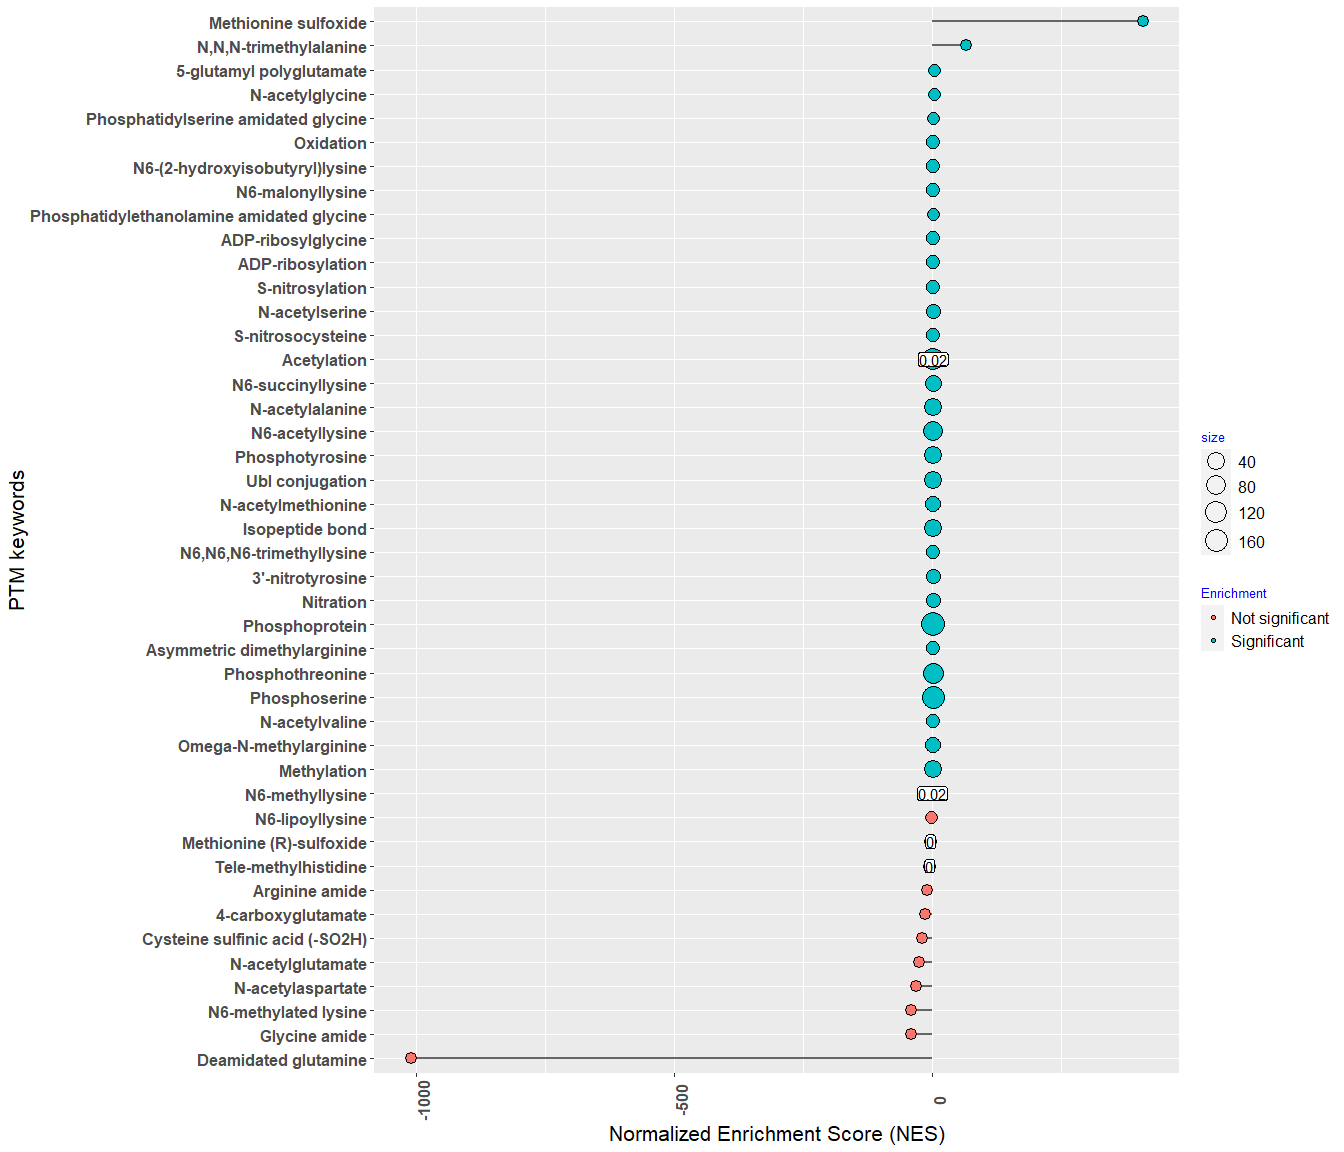 Methionine sulfoxide
N,N,N-trimethylalanine
5-glutamyl polyglutamate
N-acetylglycine
Phosphatidylserine amidated glycine
Oxidation
N6-(2-hydroxyisobutyryl)lysine
N6-malonyllysine
Phosphatidylethanolamine amidated glycine
ADP-ribosylglycine
ADP-ribosylation
S-nitrosylation
N-acetylserine
S-nitrosocysteine
Acetylation
0.02
N6-succinyllysine
N-acetylalanine
N6-acetyllysine
Phosphotyrosine
Ubl conjugation
N-acetylmethionine
Isopeptide bond
N6,N6,N6-trimethyllysine
3'-nitrotyrosine
Nitration
Phosphoprotein
Asymmetric dimethylarginine
Phosphothreonine
Phosphoserine
N-acetylvaline
Omega-N-methylarginine
Methylation
N6-methyllysine
0.02
N6-lipoyllysine
Methionine (R)-sulfoxide
0
Tele-methylhistidine
0
Arginine amide
4-carboxyglutamate
Cysteine sulfinic acid (-SO2H)
N-acetylglutamate
N-acetylaspartate
N6-methylated lysine
Glycine amide
Deamidated glutamine
PTM keywords
-1000
-500
0
Normalized Enrichment Score (NES)
size
40
80
120
160
Enrichment
Not significant
Significant